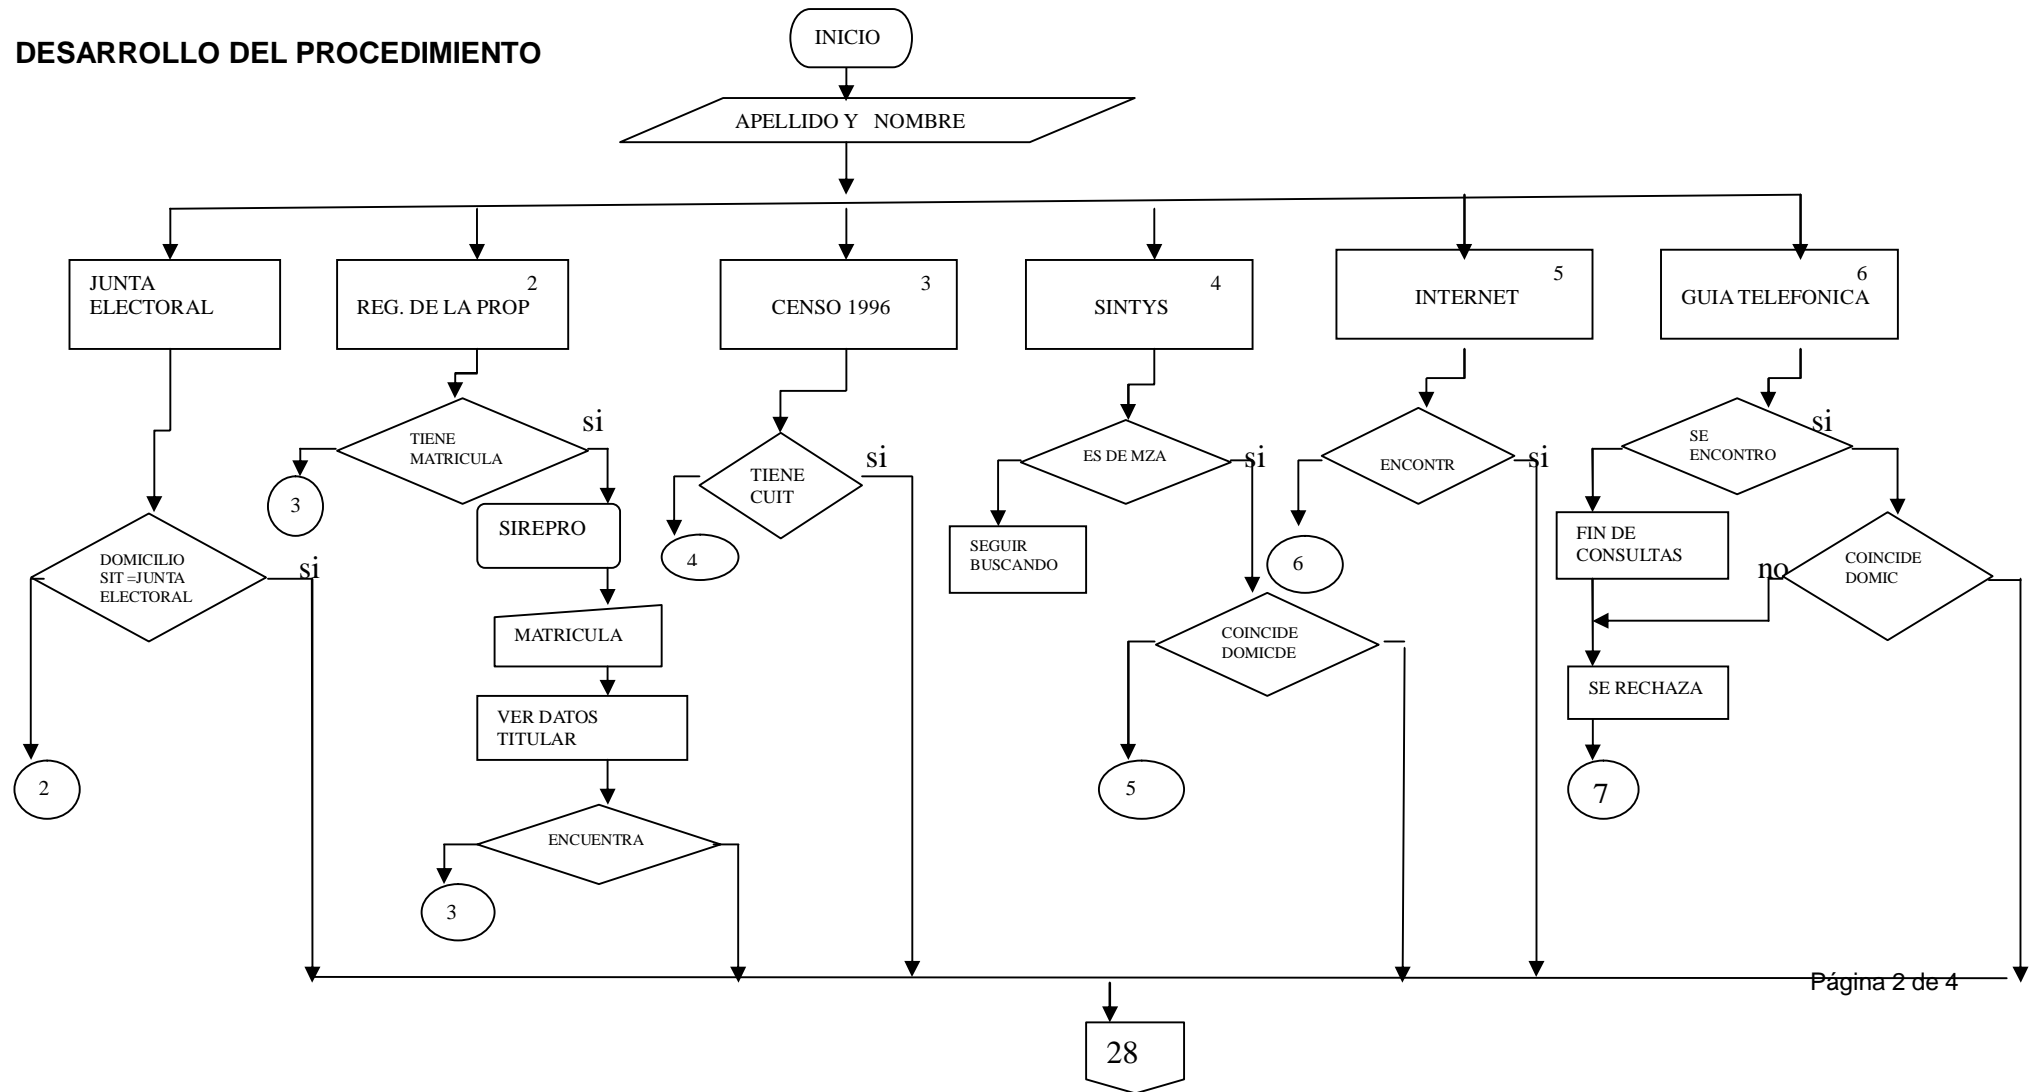 INICIO
DESARROLLO DEL PROCEDIMIENTO
APELLIDO Y NOMBRE
JUNTA
ELECTORAL
2
REG. DE LA PROP
3
CENSO 1996
4
SINTYS
5
INTERNET
6
GUIA TELEFONICA
TIENE
MATRICULA
si
3
SIREPRO
MATRICULA
VER DATOS
TITULAR
ENCUENTRA
3
DOMICILIO
SIT =JUNTA
ELECTORAL
si
2
TIENE
CUIT
si
4
ES DE MZA
si
SEGUIR
BUSCANDO
COINCIDE
DOMICDE
5
ENCONTR
si
6
SE
ENCONTRO
si
FIN DE
CONSULTAS
no
COINCIDE
DOMIC
SE RECHAZA
7
Página 2 de 4
28